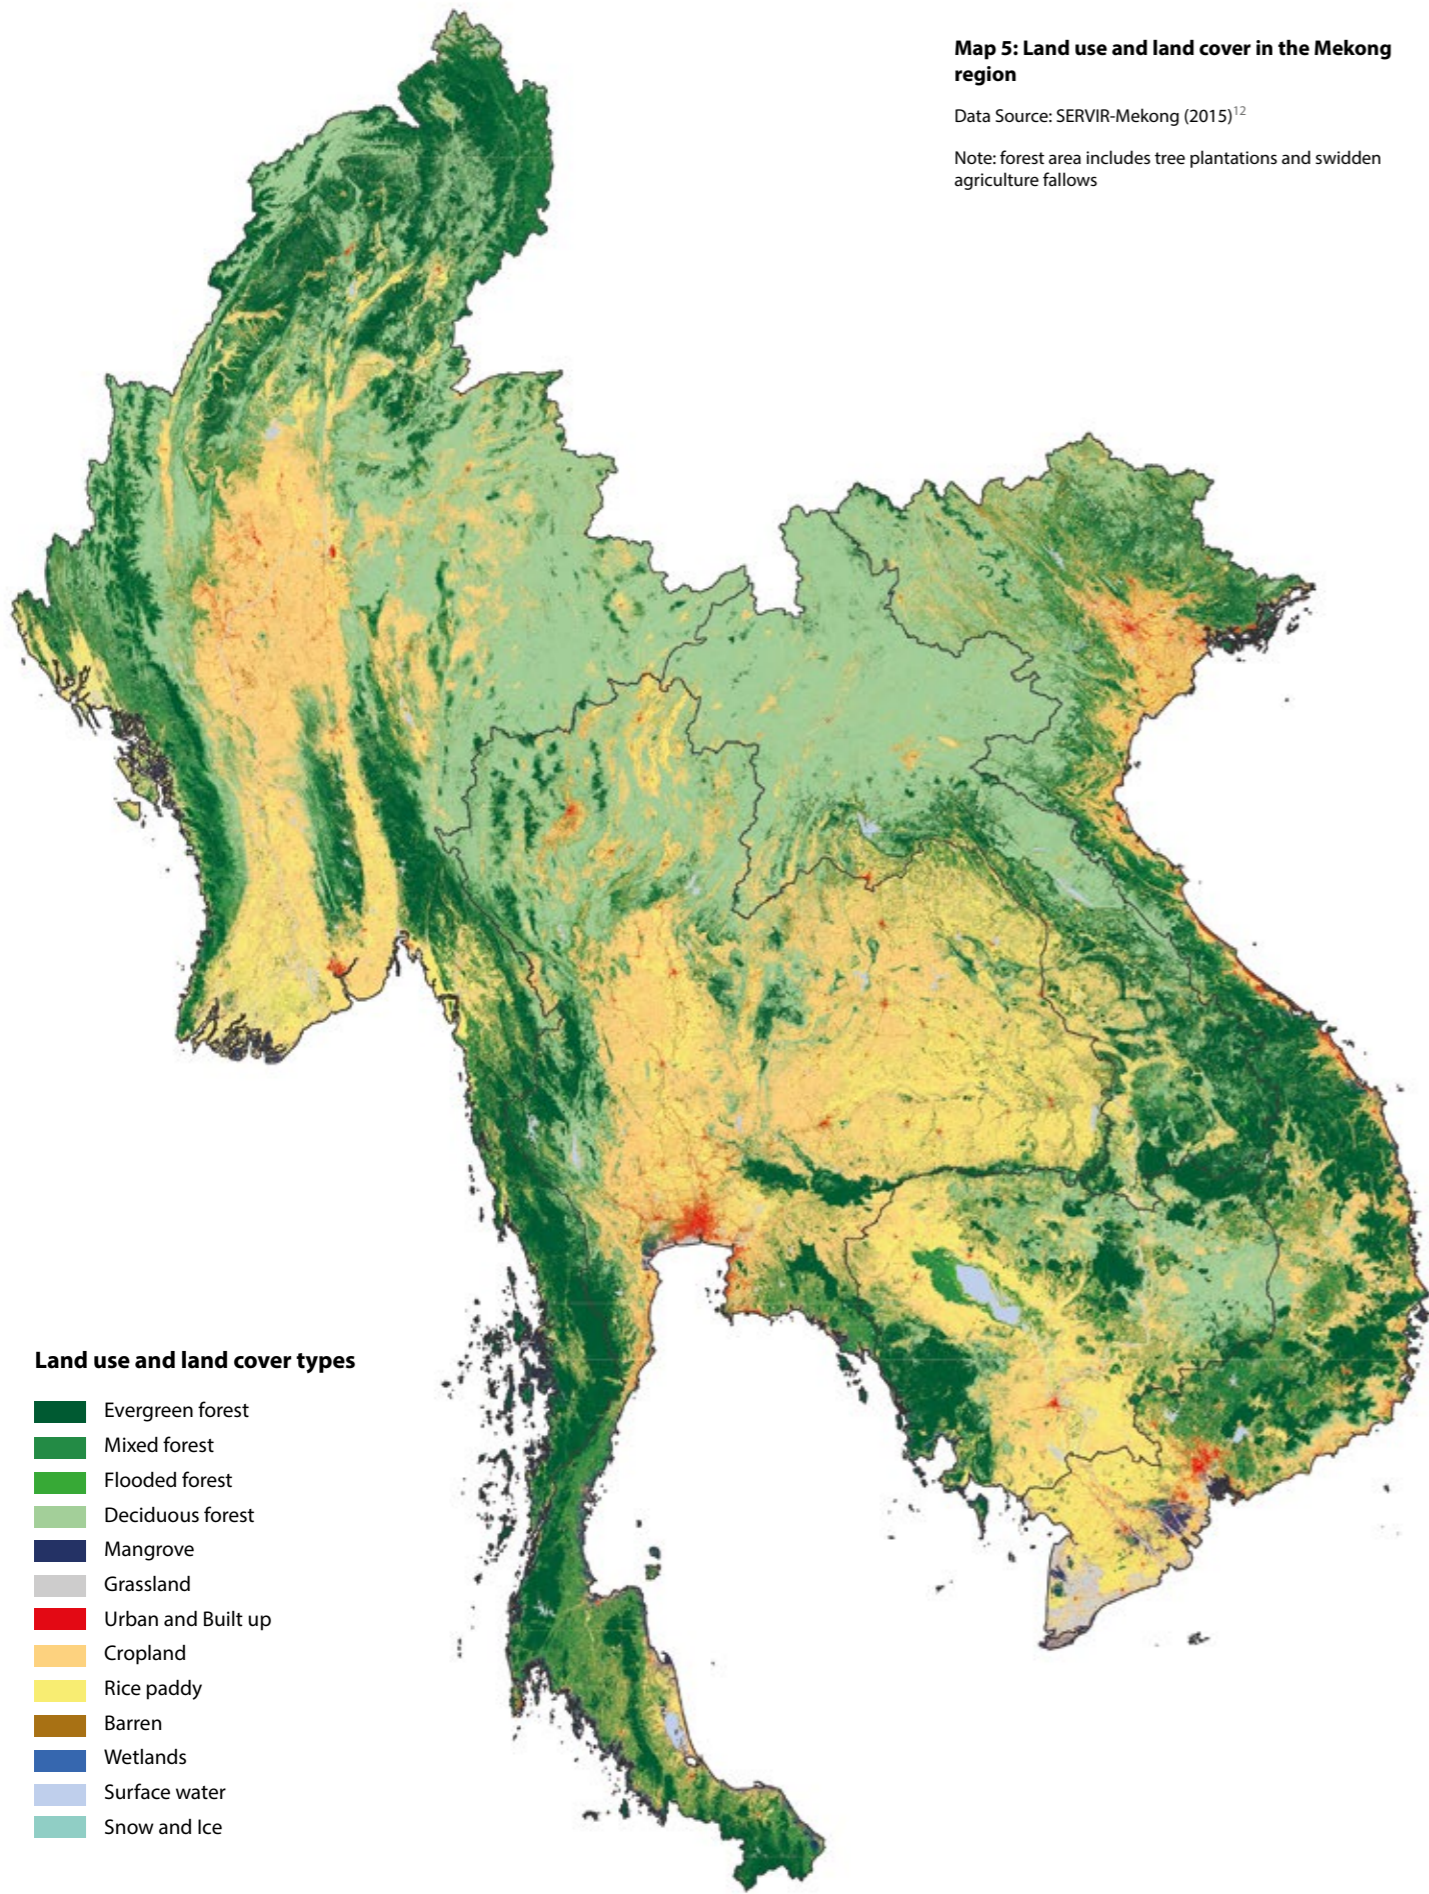 Map 5: Land use and land cover in the Mekong
region
Data Source: SERVIR-Mekong (2015)12
Note: forest area includes tree plantations and swidden
agriculture fallows
Land use and land cover types
Evergreen forest
Mixed forest
Flooded forest
Deciduous forest
Mangrove
Grassland
Urban and Built up
Cropland
Rice paddy
Barren
Wetlands
Surface water
Snow and Ice